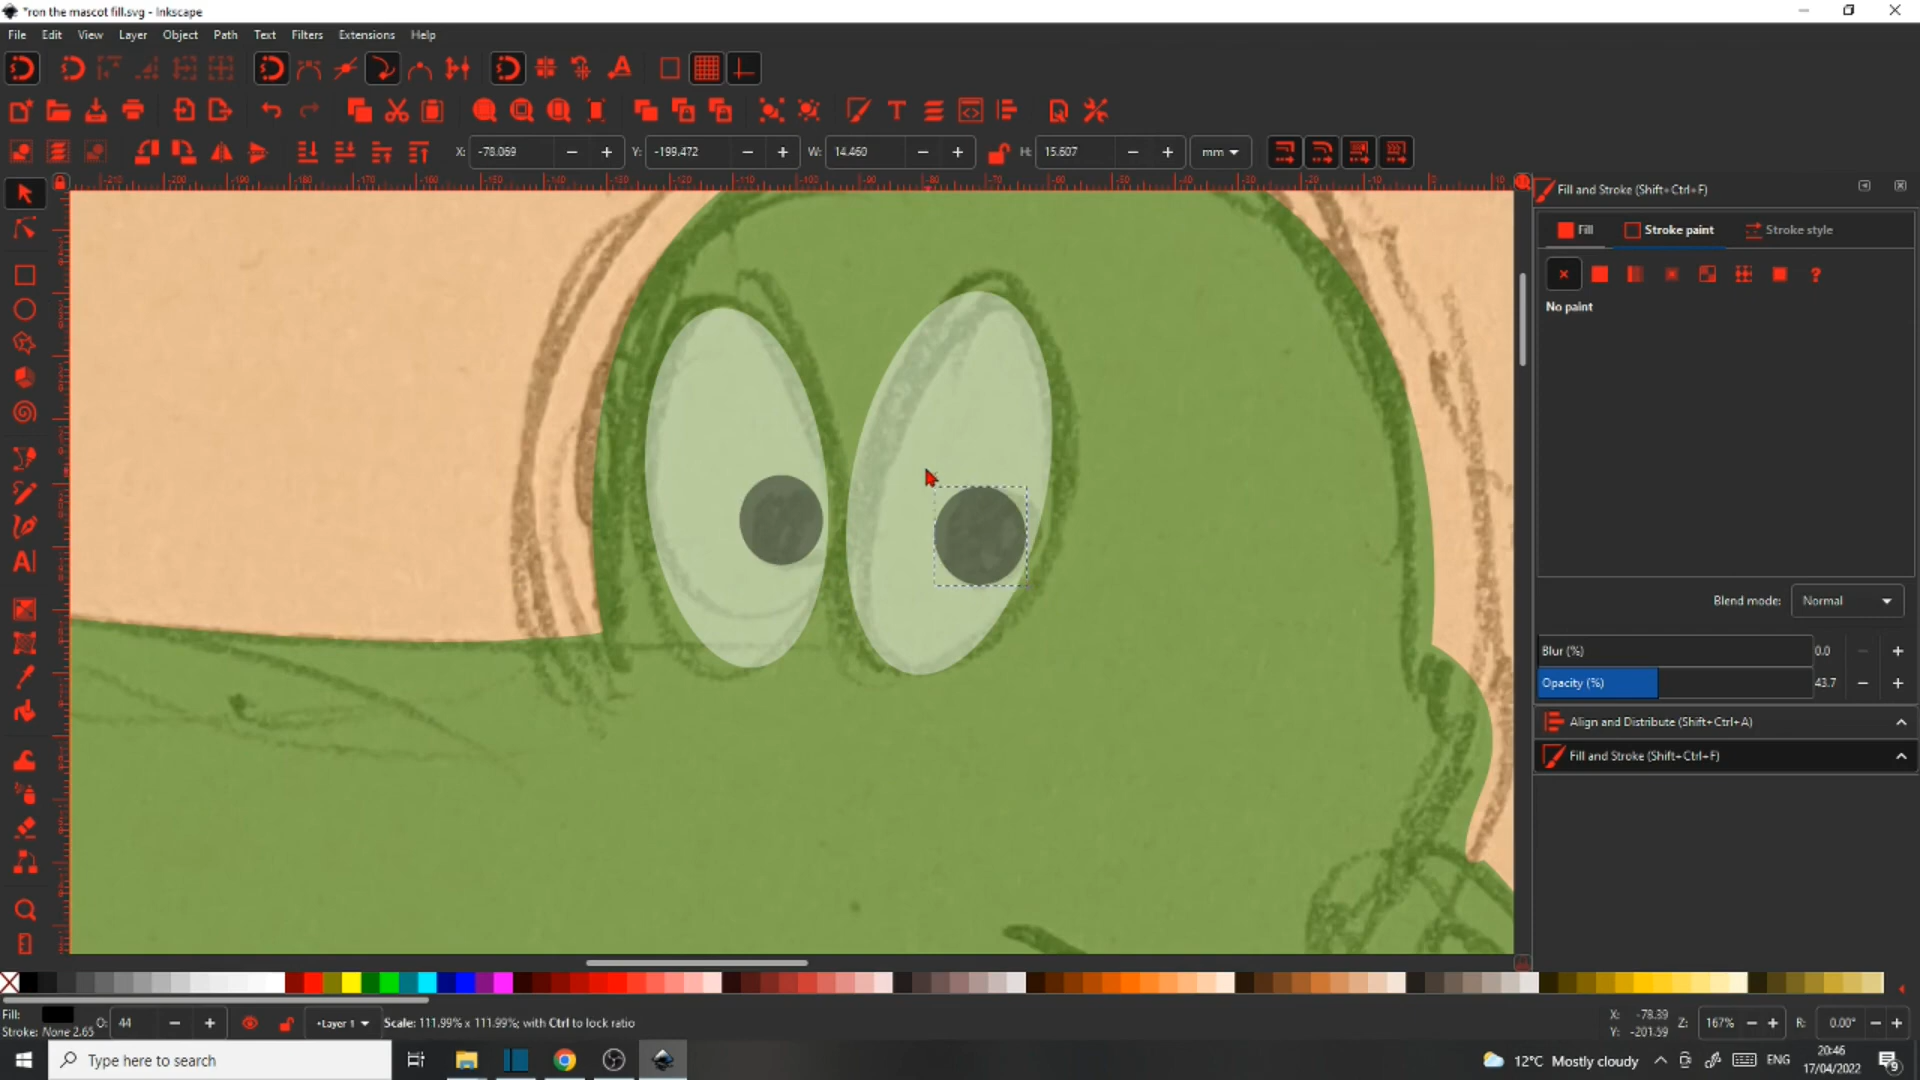 *ron the mascot fill.svg - Inkscape
File Edit View Layer Object Path Text Filters Extensions Help
X: -78.069 Y: -199.472 W: 14.460 H: 15.607 mm
Fill and Stroke (Shift+Ctrl+F)
Fill Stroke paint Stroke style
No paint
Blend mode: Normal
Blur (%) 0.0
Opacity (%) 43.7
Align and Distribute (Shift+Ctrl+A)
Fill and Stroke (Shift+Ctrl+F)
Fill:
Stroke: None 2.65
O: 44
•Layer 1
Scale: 111.99% x 111.99%; with Ctrl to lock ratio
X: -78.39
Y: -201.59
Z: 167%
R: 0.00°
Type here to search
12°C Mostly cloudy
ENG
20:46
17/04/2022
9